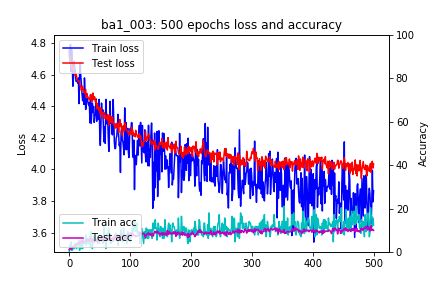 ba1_003: 500 epochs loss and accuracy
Train loss
Test loss
Train acc
Test acc
Loss
Accuracy
4.8
4.6
4.4
4.2
4.0
3.8
3.6
100
80
60
40
20
0
0
100
200
300
400
500